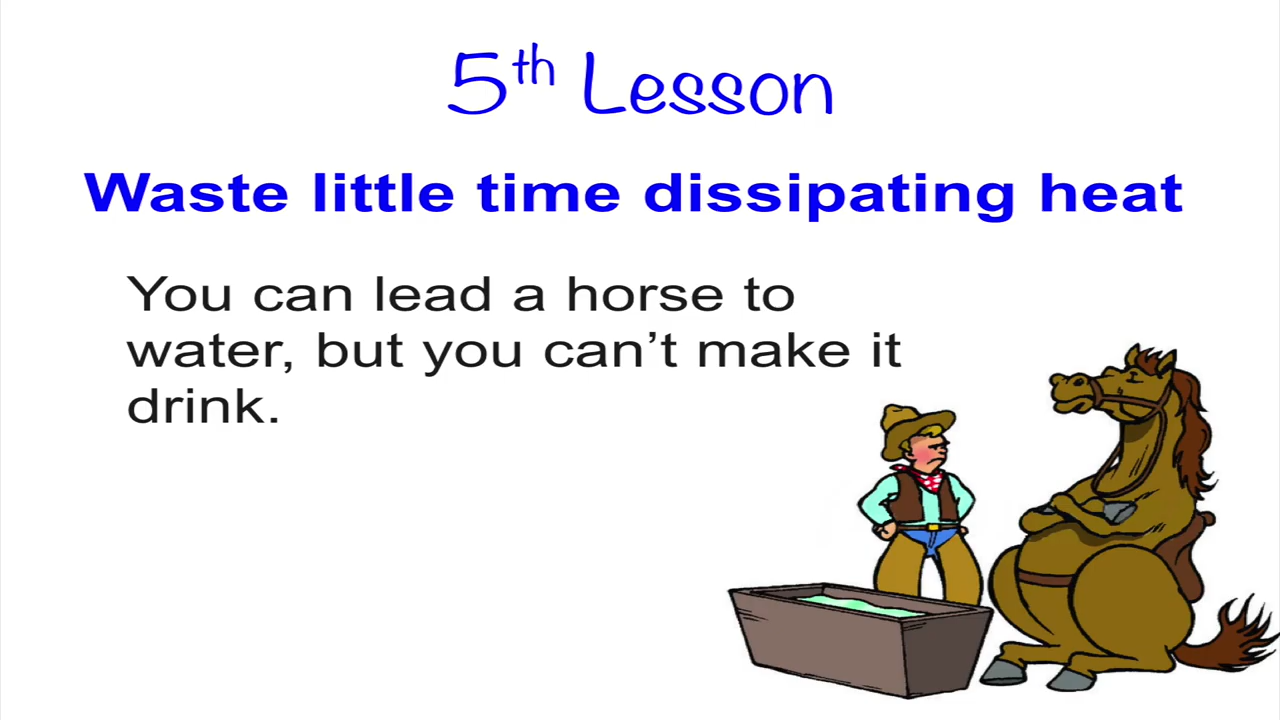 5th Lesson
Waste little time dissipating heat
You can lead a horse to
water, but you can’t make it
drink.